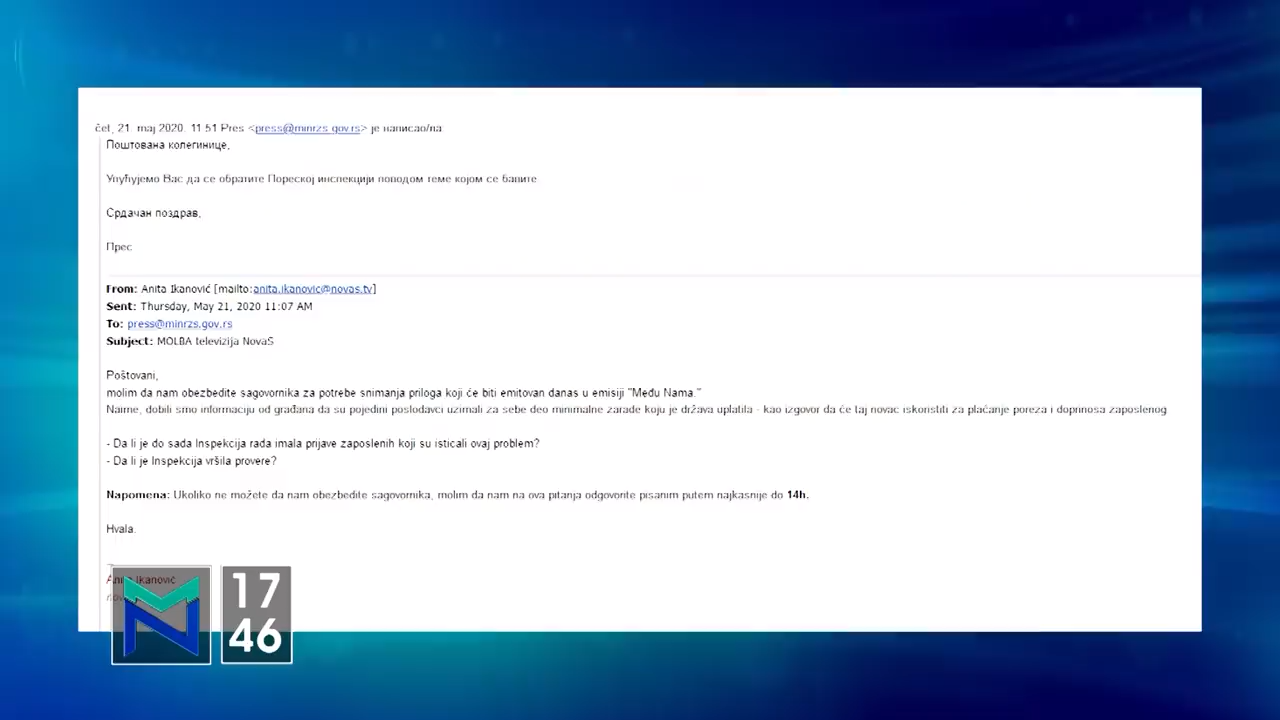 čet, 21. maj 2020. 11:51 Pres <press@minrzs.gov.rs> је написао/ла
Поштована колегинице,
Упућујемо Вас да се обратите Пореској инспекцији поводом теме којом се бавите
Срдачан поздрав,
Прес
From: Anita Ikanović [mailto:anita.ikanovic@novas.tv]
Sent: Thursday, May 21, 2020 11:07 AM
To: press@minrzs.gov.rs
Subject: MOLBA televizija NovaS
Poštovani,
molim da nam obezbedite sagovornika za potrebe snimanja priloga koji će biti emitovan danas u emisiji "Među Nama."
Naime, dobili smo informaciju od građana da su pojedini poslodavci uzimali za sebe deo minimalne zarade koju je država uplatila - kao izgovor da će taj novac iskoristiti za plaćanje poreza i doprinosa zaposlenog
- Da li je do sada Inspekcija rada imala prijave zaposlenih koji su isticali ovaj problem?
- Da li je Inspekcija vršila provere?
Napomena: Ukoliko ne možete da nam obezbedite sagovornika, molim da nam na ova pitanja odgovorite pisanim putem najkasnije do 14h.
Hvala.
Anita Ikanović
17
46